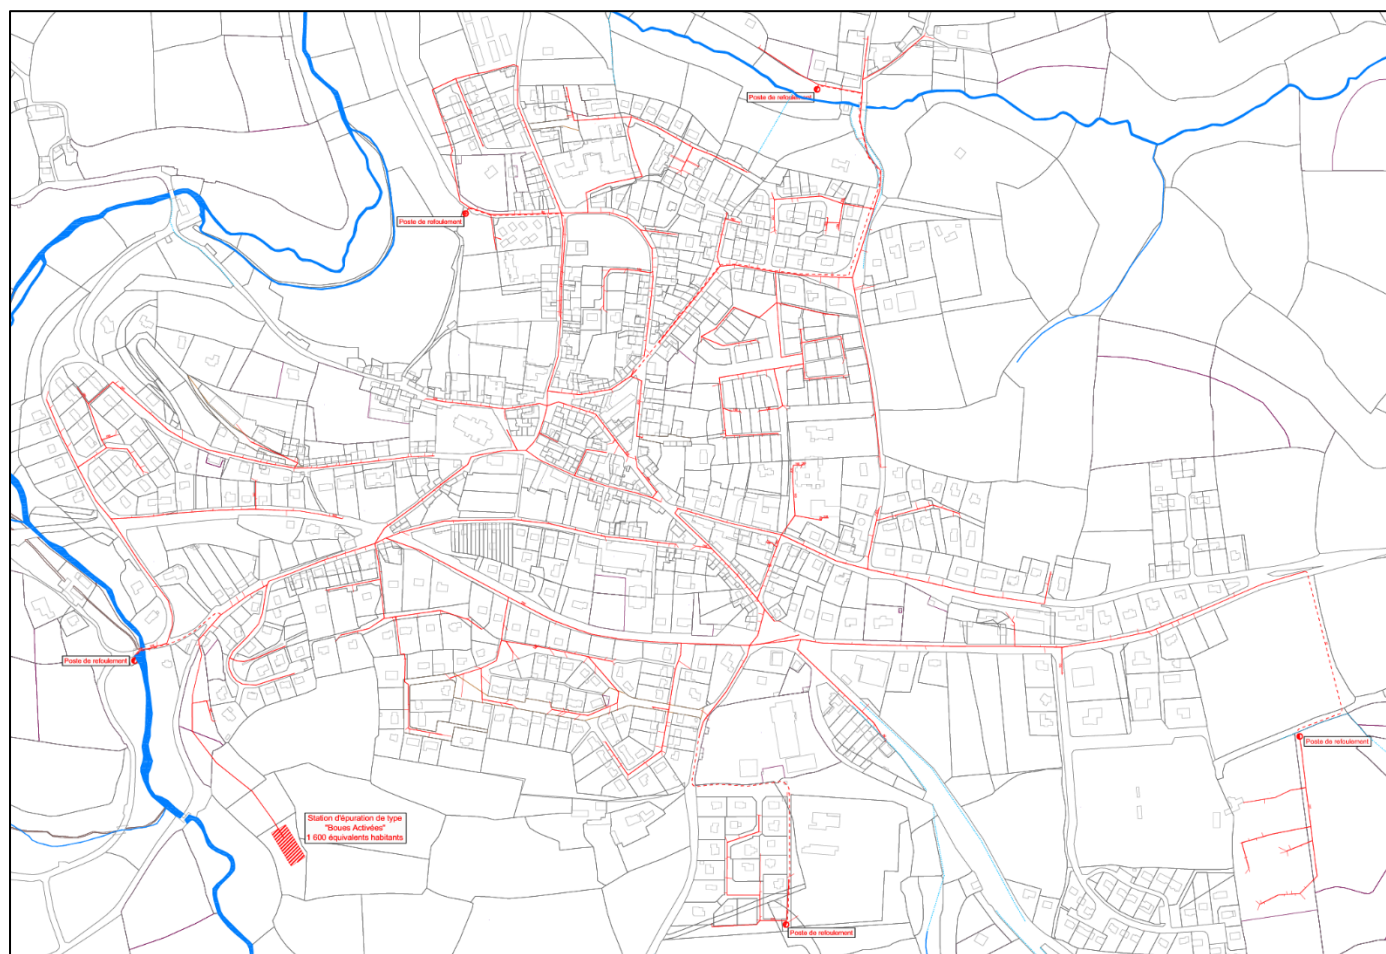 Poste de refoulement
Poste de refoulement
Poste de refoulement
Poste de refoulement
Station d'épuration de type
"Boues Activées"
1 600 équivalents habitants
Poste de refoulement